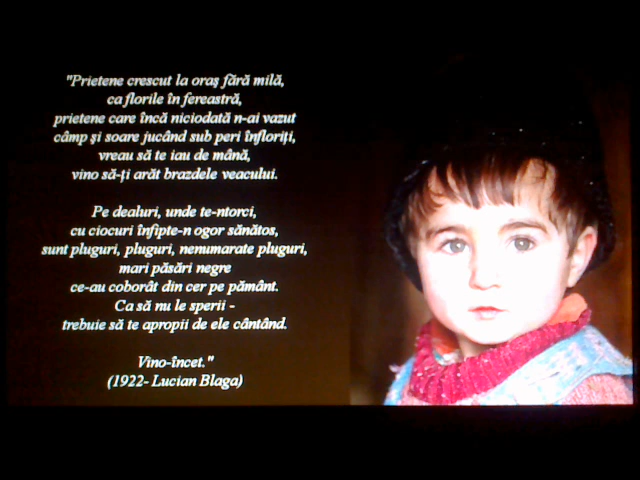 "Prietene crescut la oraş fără milă,
ca florile în fereastră,
prietene care încă niciodată n-ai vazut
câmp şi soare jucând sub peri înfloriţi,
vreau să te iau de mână,
vino să-ţi arăt brazdele veacului.
Pe dealuri, unde te-ntorci,
cu ciocuri înfipte-n ogor sănătos,
sunt pluguri, pluguri, nenumarate pluguri,
mari păsări negre
ce-au coborât din cer pe pământ.
Ca să nu le sperii -
trebuie să te apropii de ele cântând.
Vino-încet."
(1922- Lucian Blaga)